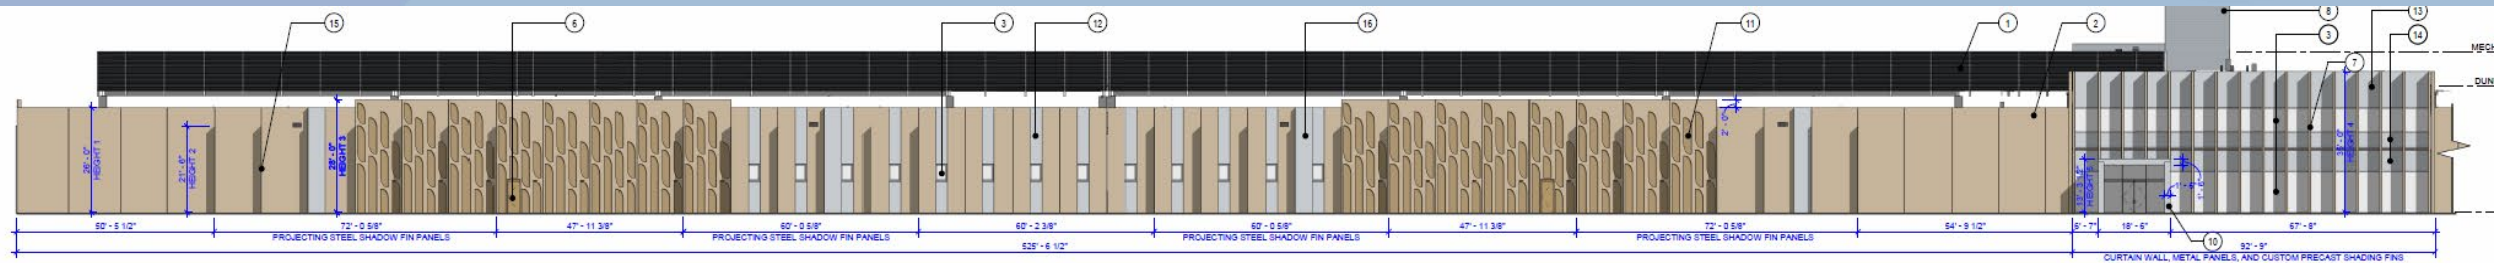 15
6
3
12
16
11
1
2
8
13
3
14
7
MECH
DUN
26' - 0"
HEIGHT 1
21' - 6"
HEIGHT 2
28' - 0"
HEIGHT 3
2' - 0"
HEIGHT 4
1' - 6"
50' - 5 1/2"
72' - 0 5/8"
47' - 11 3/8"
60' - 0 5/8"
60' - 2 3/8"
60' - 0 5/8"
47' - 11 3/8"
72' - 0 5/8"
54' - 9 1/2"
6' - 7"
18' - 6"
67' - 8"
PROJECTING STEEL SHADOW FIN PANELS
PROJECTING STEEL SHADOW FIN PANELS
PROJECTING STEEL SHADOW FIN PANELS
PROJECTING STEEL SHADOW FIN PANELS
10
525' - 6 1/2"
92' - 9"
CURTAIN WALL, METAL PANELS, AND CUSTOM PRECAST SHADING FINS